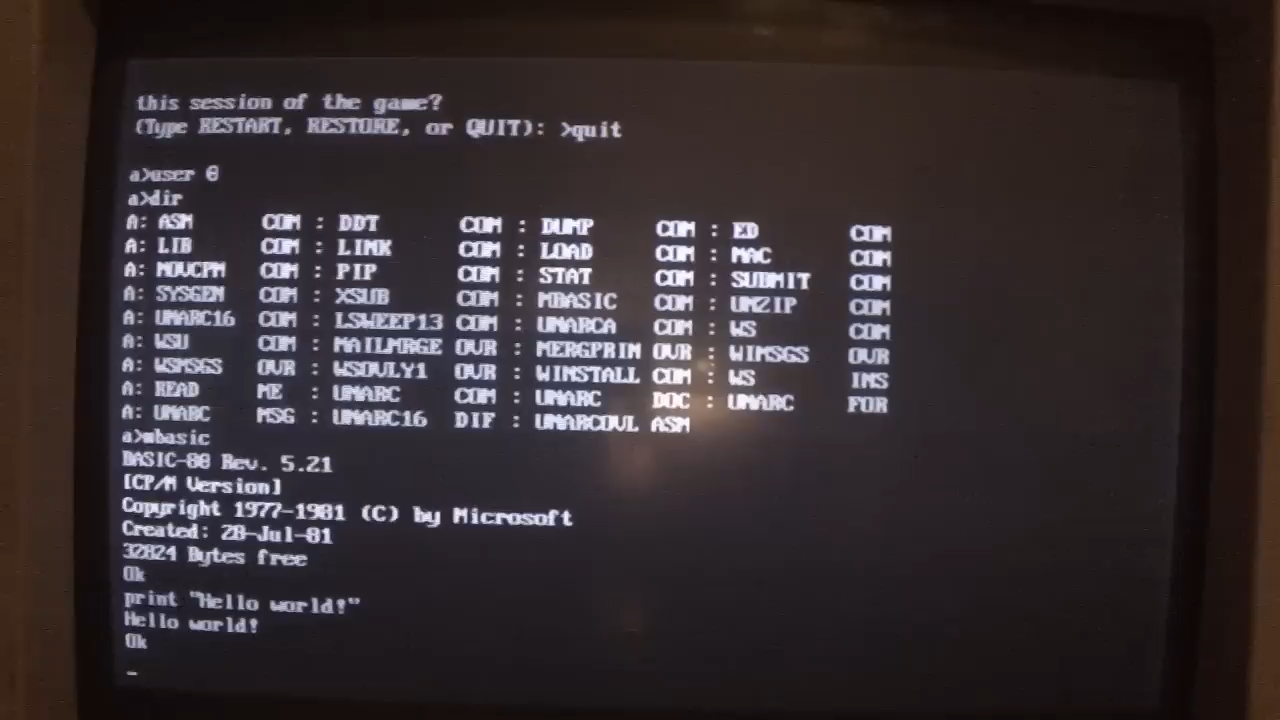 this session of the game?
(Type RESTART, RESTORE, or QUIT): >quit
a>user 0
a>dir
A: ASM COM : DDT COM : DUMP COM : ED COM
A: LIB COM : LINK COM : LOAD COM : MAC COM
A: MOVCPM COM : PIP COM : STAT COM : SUBMIT COM
A: SYSGEN COM : XSUB COM : MBASIC COM : UNZIP COM
A: UNARC16 COM : LSWEEP13 COM : UNARCA COM : WS COM
A: WSU COM : MAILMRGE OVR : MERGPRIN OVR : WINSGS OVR
A: WSMSGS OVR : WSOVLY1 OVR : WINSTALL COM : WS INS
A: READ ME : UNARC COM : UNARC DOC : UNARC FOR
A: UNARC MSG : UNARC16 DIF : UNARCOVL ASM
a>mbasic
BASIC-80 Rev. 5.21
[CP/M Version]
Copyright 1977-1981 (C) by Microsoft
Created: 28-Jul-81
32824 Bytes free
Ok
print "Hello world!"
Hello world!
Ok